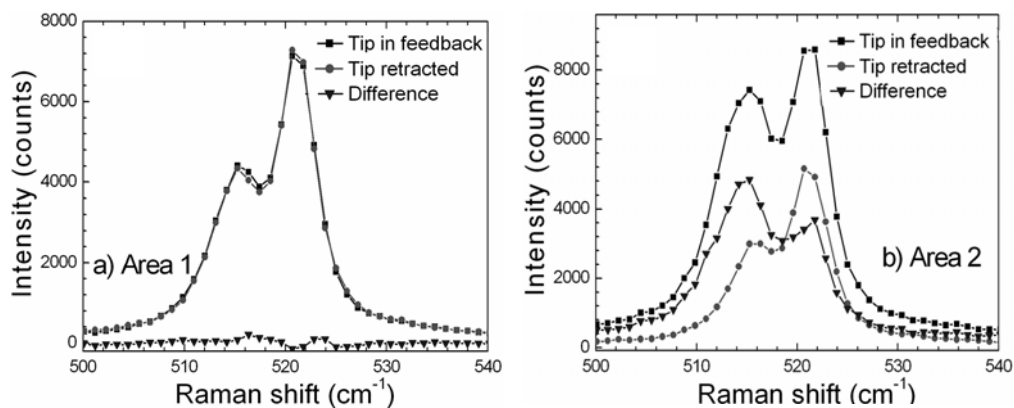 8000
6000
4000
2000
0
Intensity (counts)
Tip in feedback
Tip retracted
Difference
a) Area 1
500 510 520 530 540
Raman shift (cm⁻¹)
8000
6000
4000
2000
0
Intensity (counts)
Tip in feedback
Tip retracted
Difference
b) Area 2
500 510 520 530 540
Raman shift (cm⁻¹)